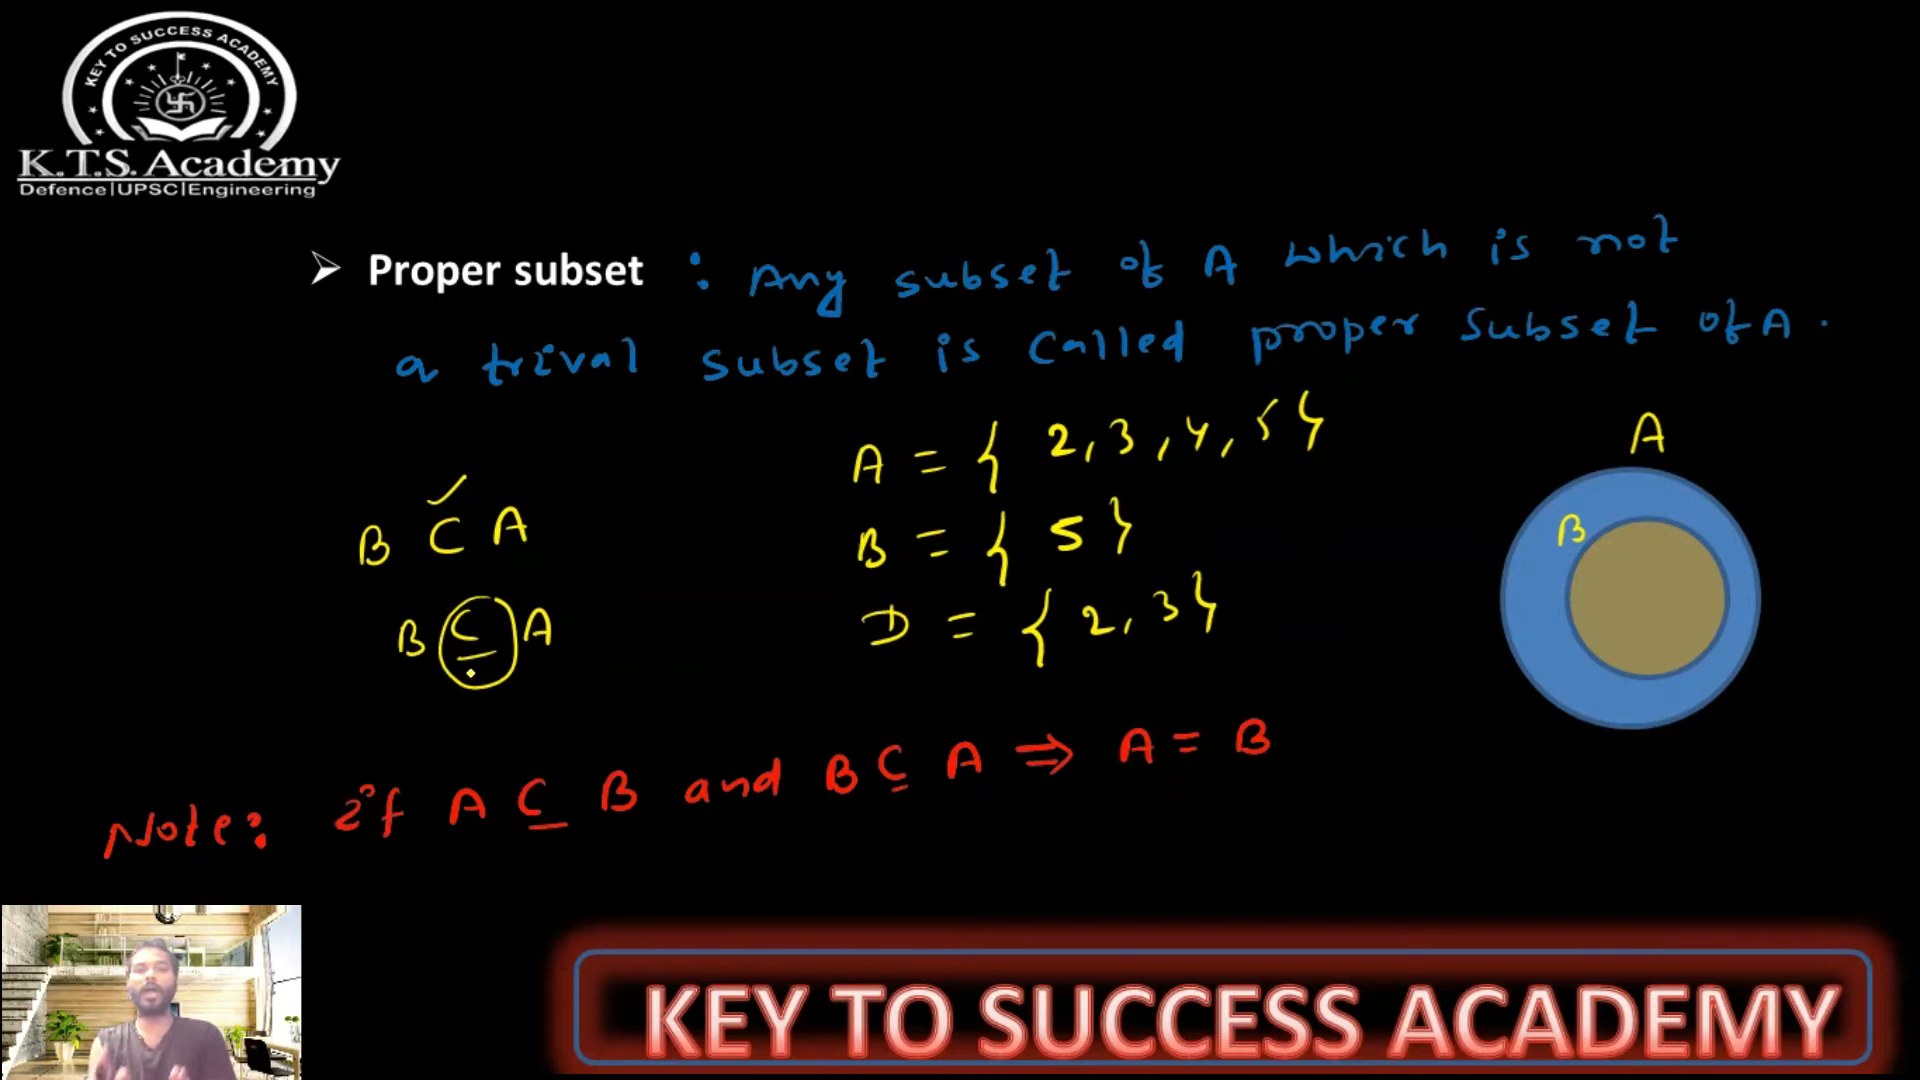 KEY TO SUCCESS ACADEMY
K.T.S. Academy
Defence|UPSC|Engineering
➢ Proper subset : Any subset of A which is not
a trival subset is called proper subset of A.
A = { 2, 3, 4, 5 }
B ⊂ A
B = { 5 }
B ⊆ A
D = { 2, 3 }
A
B
Note: if A ⊆ B and B ⊆ A ⇒ A = B
KEY TO SUCCESS ACADEMY